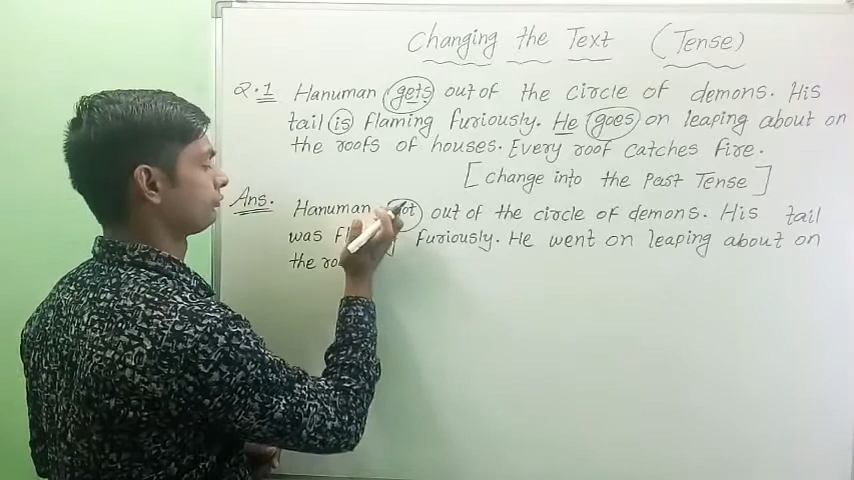 Changing the Text (Tense)
Q.1 Hanuman gets out of the circle of demons. His
tail is Flaming furiously. He goes on leaping about on
the roofs of houses. Every roof catches fire.
[Change into the Past Tense]
Ans. Hanuman got out of the circle of demons. His tail
was Furiously. He went on leaping about on
the